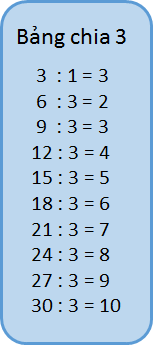 Bảng chia 3
3 : 1 = 3
6 : 3 = 2
9 : 3 = 3
12 : 3 = 4
15 : 3 = 5
18 : 3 = 6
21 : 3 = 7
24 : 3 = 8
27 : 3 = 9
30 : 3 = 10